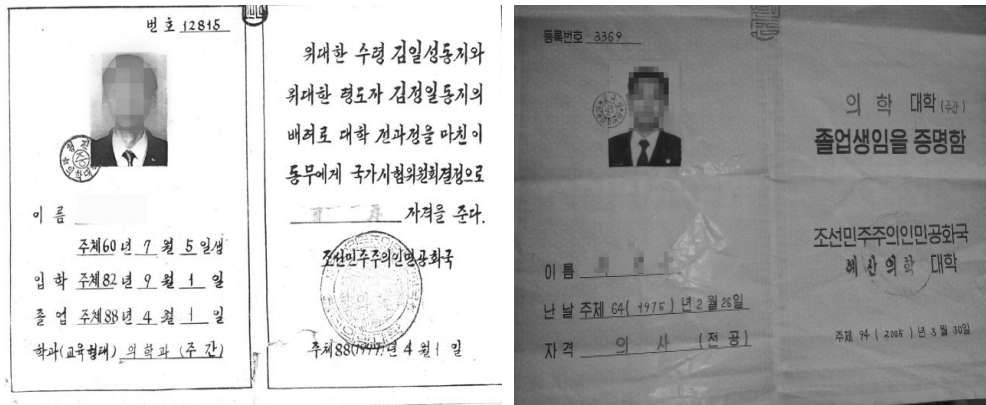 번호 12815
이름
주체60년 7월 5일생
입학 주체82년 9월 1일
졸업 주체88년 4월 1일
학과(교육형태) 의학과 (주간)
위대한 수령 김일성동지와
위대한 령도자 김정일동지의
배려로 대학 전과정을 마친 이
동무에게 국가시험위원회결정으로
자격을 준다.
조선민주주의인민공화국
주체88(1999)년 4월 1일
등록번호 3369
이름
난날 주체 64(1975)년 2월 26일
자격 의사 (전공)
의학 대학 (주간)
졸업생임을 증명함
조선민주주의인민공화국
혜산의학 대학
주체 94(2005)년 3월 30일